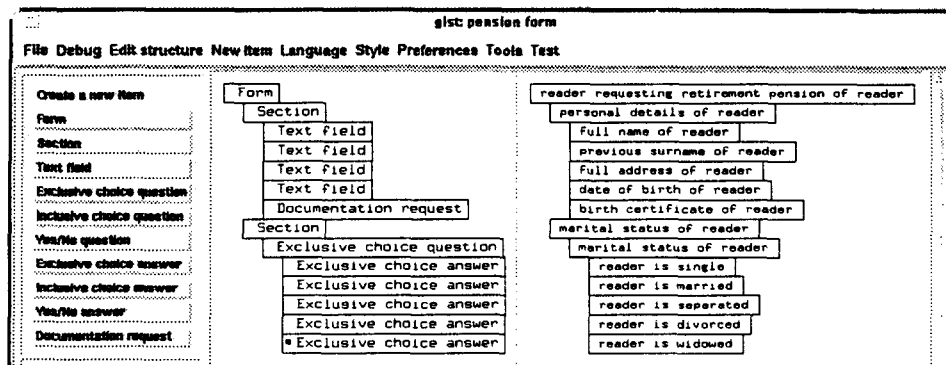 gist: pension form
File Debug Edit structure New Item Language Style Preferences Tools Test
Create a new Item
Form
Section
Text field
Exclusive choice question
Inclusive choice question
Yes/No question
Exclusive choice answer
Inclusive choice answer
Yes/No answer
Documentation request
Form
Section
Text field
Text field
Text field
Text field
Documentation request
Section
Exclusive choice question
Exclusive choice answer
Exclusive choice answer
Exclusive choice answer
Exclusive choice answer
Exclusive choice answer
reader requesting retirement pension of reader
personal details of reader
full name of reader
previous surname of reader
full address of reader
date of birth of reader
birth certificate of reader
marital status of reader
marital status of reader
reader is single
reader is married
reader is separated
reader is divorced
reader is widowed